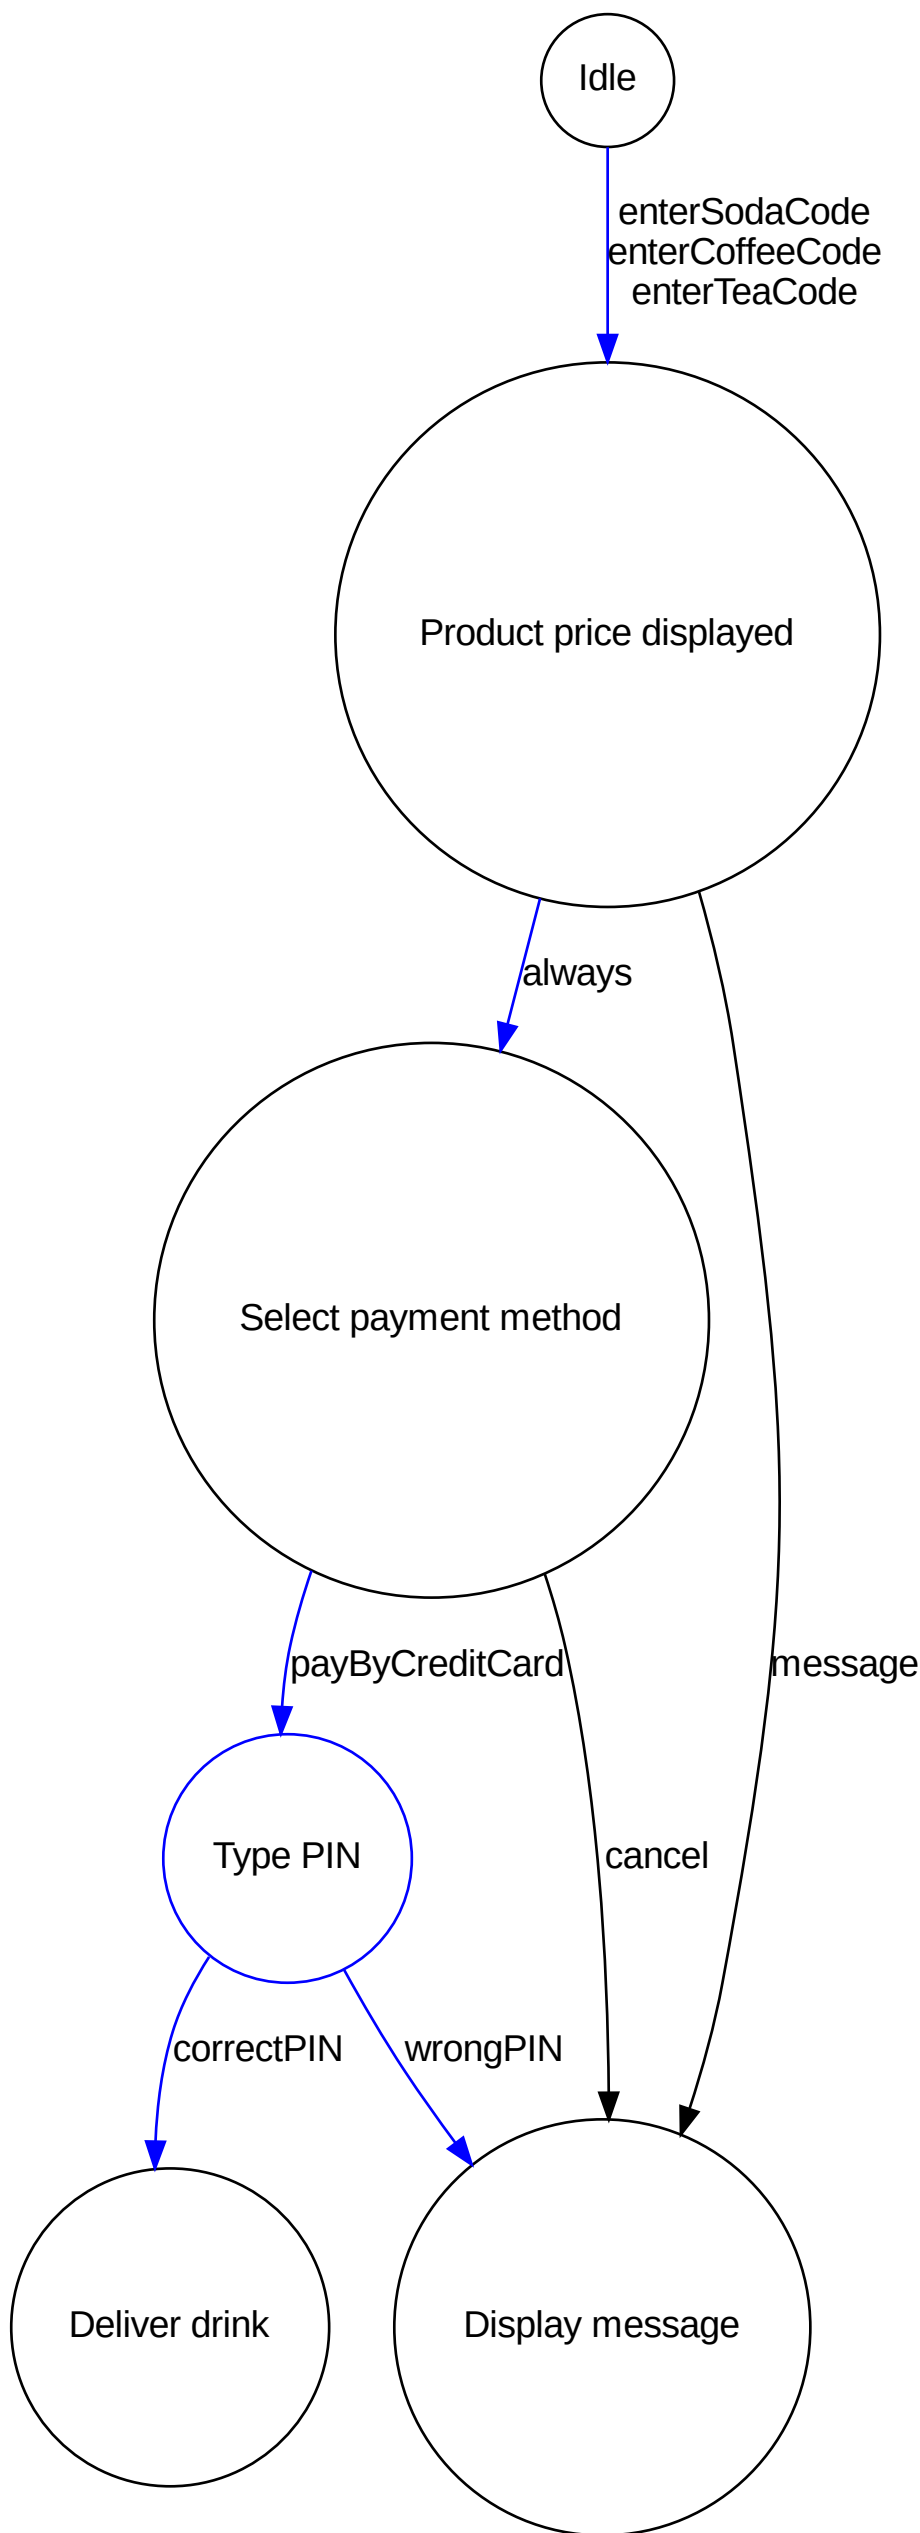 Idle
enterSodaCode
enterCoffeeCode
enterTeaCode
Product price displayed
always
Select payment method
payByCreditCard
message
Type PIN
cancel
correctPIN
wrongPIN
Deliver drink
Display message